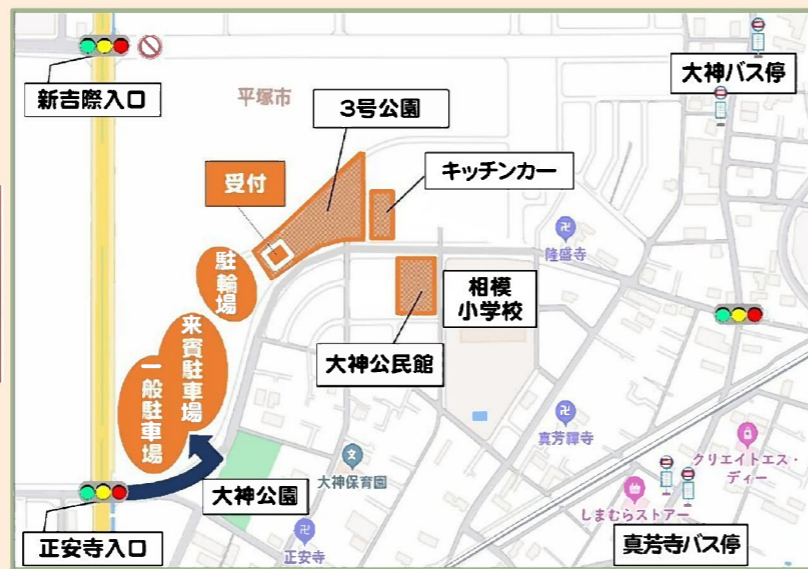 新吉際入口
平塚市
3号公園
大神バス停
受付
キッチンカー
駐輪場
隆盛寺
相模
小学校
来賓駐車場
一般駐車場
大神公民館
真芳禪寺
クリエイトエス・
ディー
大神保育園
大神公園
しまむらストアー
正安寺入口
正安寺
真芳寺バス停